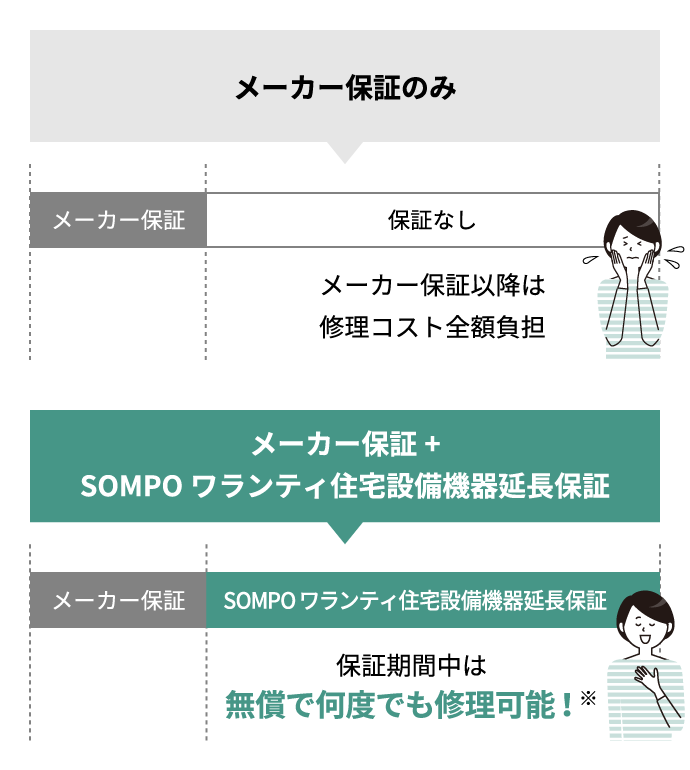 メーカー保証のみ
メーカー保証
保証なし
メーカー保証以降は
修理コスト全額負担
メーカー保証 +
SOMPO ワランティ住宅設備機器延長保証
メーカー保証
SOMPO ワランティ住宅設備機器延長保証
保証期間中は
無償で何度でも修理可能！※